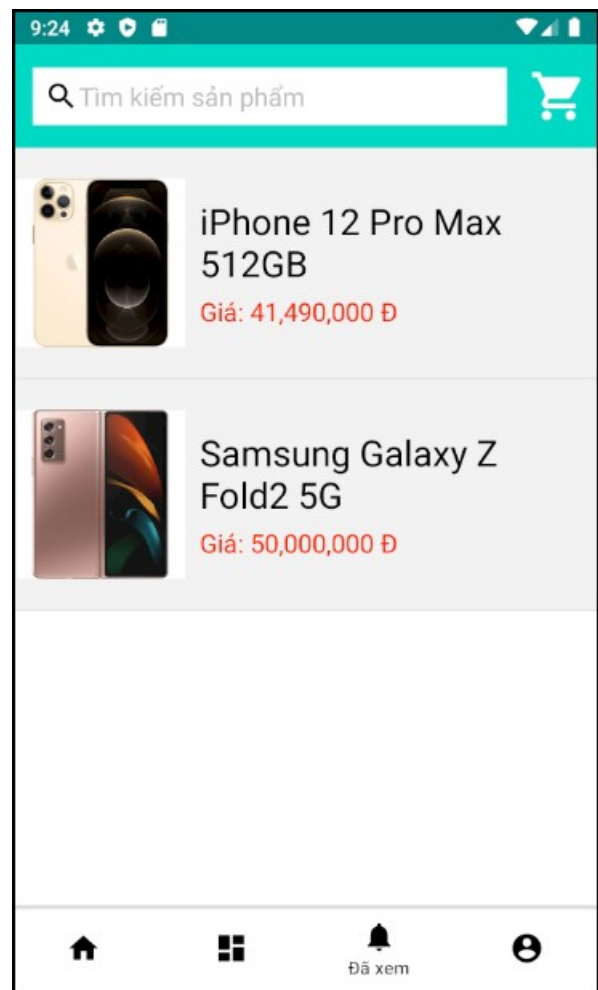 9:24
Tìm kiếm sản phẩm
iPhone 12 Pro Max
512GB
Giá: 41,490,000 Đ
Samsung Galaxy Z
Fold2 5G
Giá: 50,000,000 Đ
Đã xem